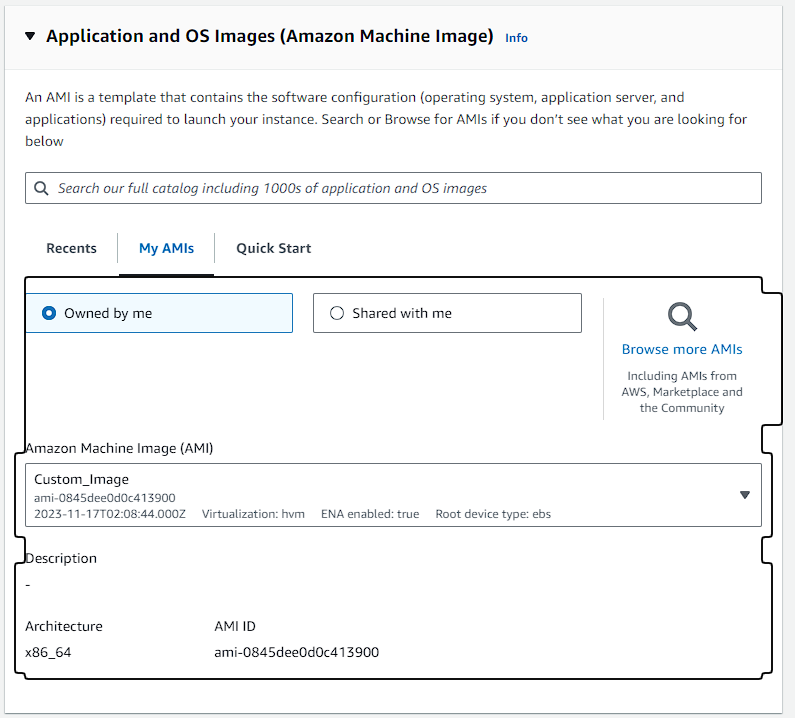 Application and OS Images (Amazon Machine Image) Info
An AMI is a template that contains the software configuration (operating system, application server, and
applications) required to launch your instance. Search or Browse for AMIs if you don't see what you are looking for
below
Search our full catalog including 1000s of application and OS images
Recents
My AMIs
Quick Start
Owned by me
Shared with me
Browse more AMIs
Including AMIs from
AWS, Marketplace and
the Community
Amazon Machine Image (AMI)
Custom_Image
ami-0845dee0d0c413900
2023-11-17T02:08:44.000Z Virtualization: hvm ENA enabled: true Root device type: ebs
Description
-
Architecture AMI ID
x86_64 ami-0845dee0d0c413900